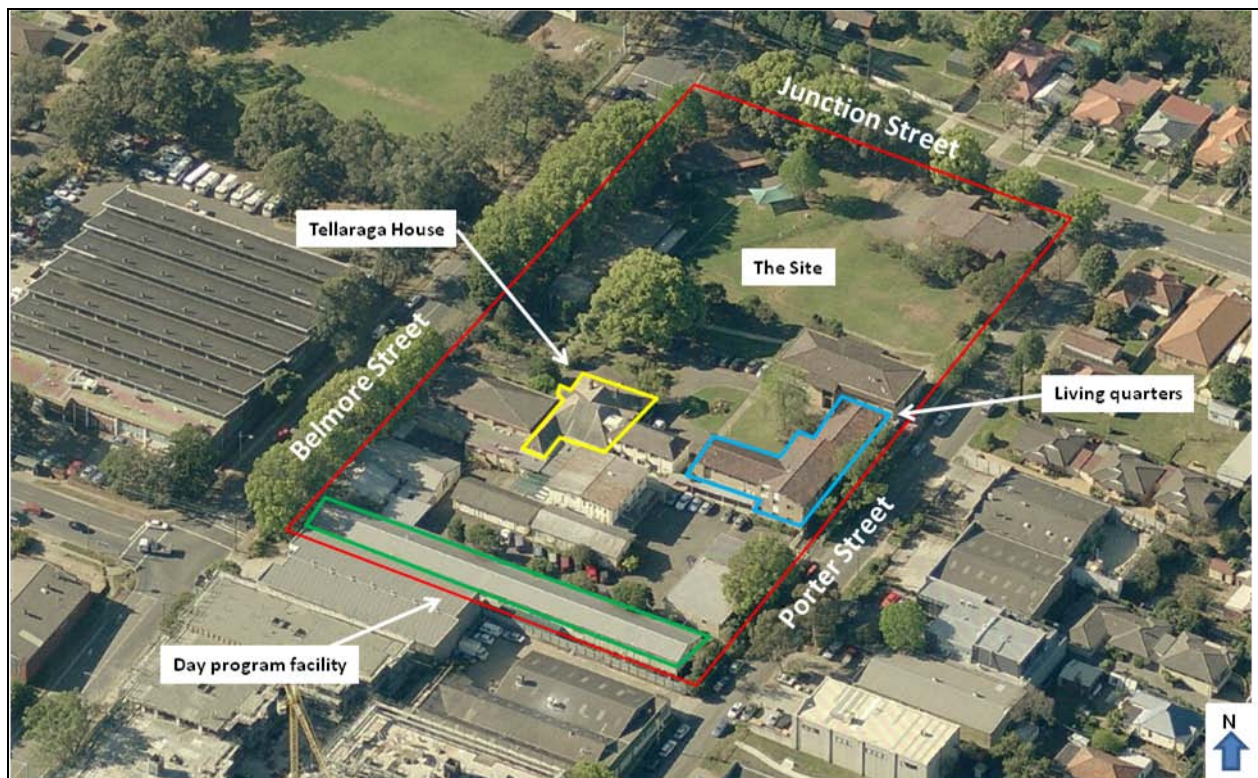 Junction Street
Tellaraga House
The Site
Belmore Street
Living quarters
Porter Street
Day program facility
N